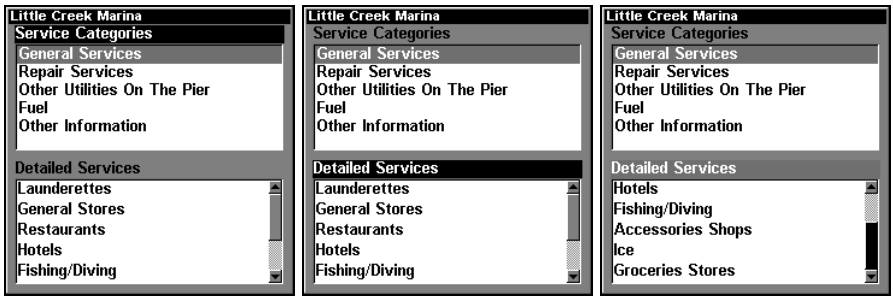 Little Creek Marina
Service Categories
General Services
Repair Services
Other Utilities On The Pier
Fuel
Other Information
Detailed Services
Launderettes
General Stores
Restaurants
Hotels
Fishing/Diving
Little Creek Marina
Service Categories
General Services
Repair Services
Other Utilities On The Pier
Fuel
Other Information
Detailed Services
Launderettes
General Stores
Restaurants
Hotels
Fishing/Diving
Little Creek Marina
Service Categories
General Services
Repair Services
Other Utilities On The Pier
Fuel
Other Information
Detailed Services
Hotels
Fishing/Diving
Accessories Shops
Ice
Groceries Stores